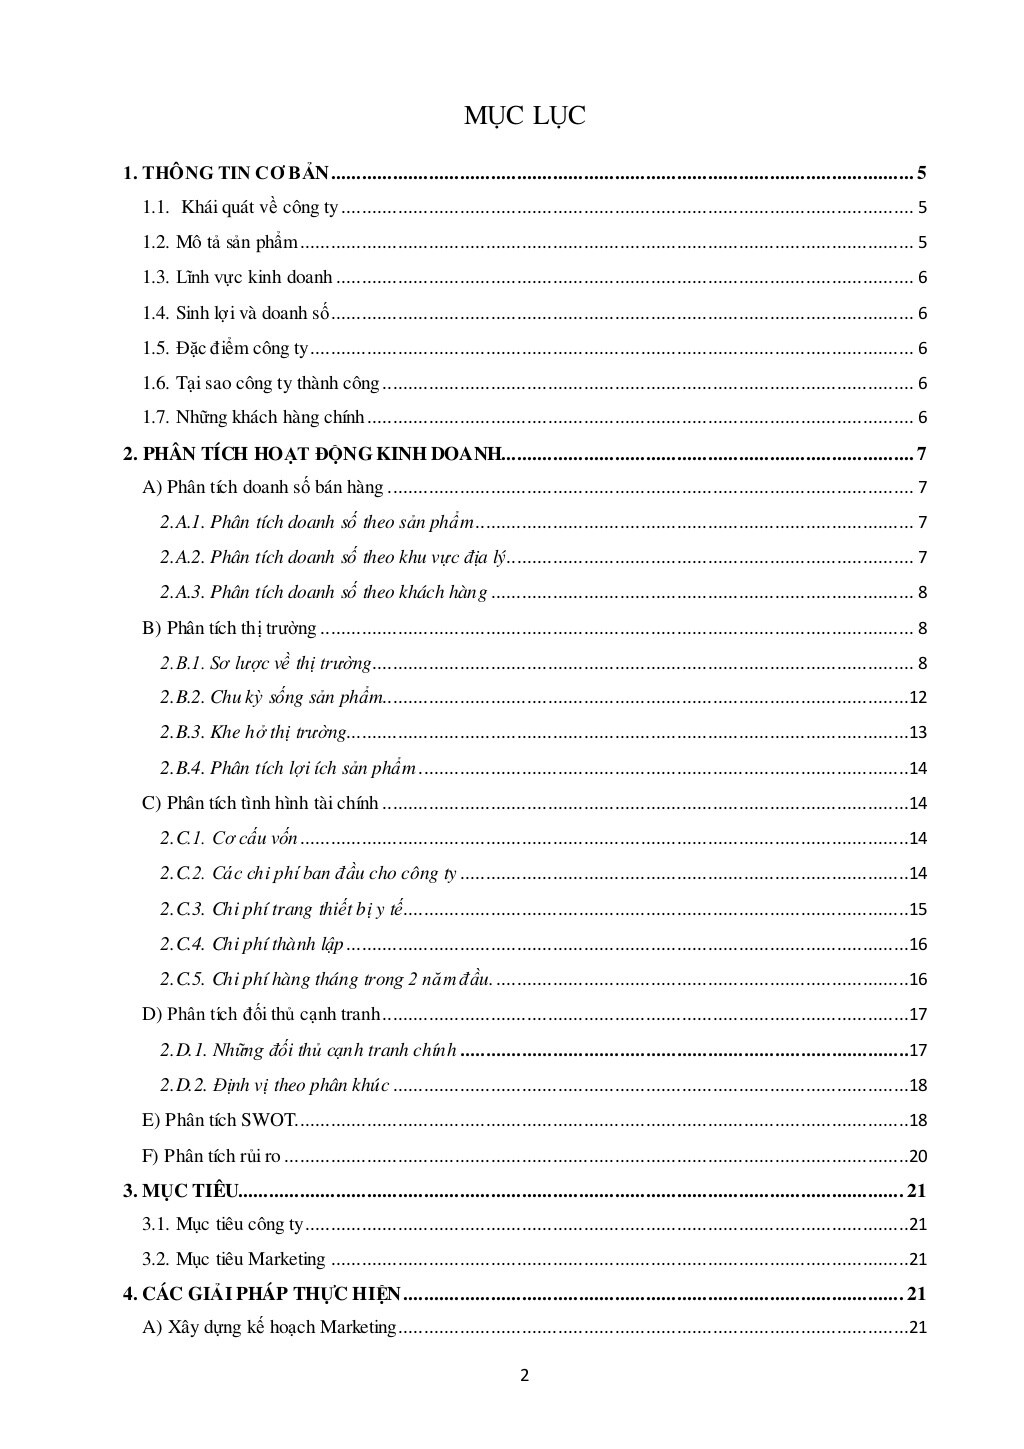 MỤC LỤC
1. THÔNG TIN CƠ BẢN ........ 5
1.1. Khái quát về công ty ........ 5
1.2. Mô tả sản phẩm ........ 5
1.3. Lĩnh vực kinh doanh ........ 6
1.4. Sinh lợi và doanh số ........ 6
1.5. Đặc điểm công ty ........ 6
1.6. Tại sao công ty thành công ........ 6
1.7. Những khách hàng chính ........ 6
2. PHÂN TÍCH HOẠT ĐỘNG KINH DOANH ........ 7
A) Phân tích doanh số bán hàng ........ 7
2.A.1. Phân tích doanh số theo sản phẩm ........ 7
2.A.2. Phân tích doanh số theo khu vực địa lý ........ 7
2.A.3. Phân tích doanh số theo khách hàng ........ 8
B) Phân tích thị trường ........ 8
2.B.1. Sơ lược về thị trường ........ 8
2.B.2. Chu kỳ sống sản phẩm ........ 12
2.B.3. Khe hở thị trường ........ 13
2.B.4. Phân tích lợi ích sản phẩm ........ 14
C) Phân tích tình hình tài chính ........ 14
2.C.1. Cơ cấu vốn ........ 14
2.C.2. Các chi phí ban đầu cho công ty ........ 14
2.C.3. Chi phí trang thiết bị y tế ........ 15
2.C.4. Chi phí thành lập ........ 16
2.C.5. Chi phí hàng tháng trong 2 năm đầu. ........ 16
D) Phân tích đối thủ cạnh tranh ........ 17
2.D.1. Những đối thủ cạnh tranh chính ........ 17
2.D.2. Định vị theo phân khúc ........ 18
E) Phân tích SWOT ........ 18
F) Phân tích rủi ro ........ 20
3. MỤC TIÊU ........ 21
3.1. Mục tiêu công ty ........ 21
3.2. Mục tiêu Marketing ........ 21
4. CÁC GIẢI PHÁP THỰC HIỆN ........ 21
A) Xây dựng kế hoạch Marketing ........ 21
2